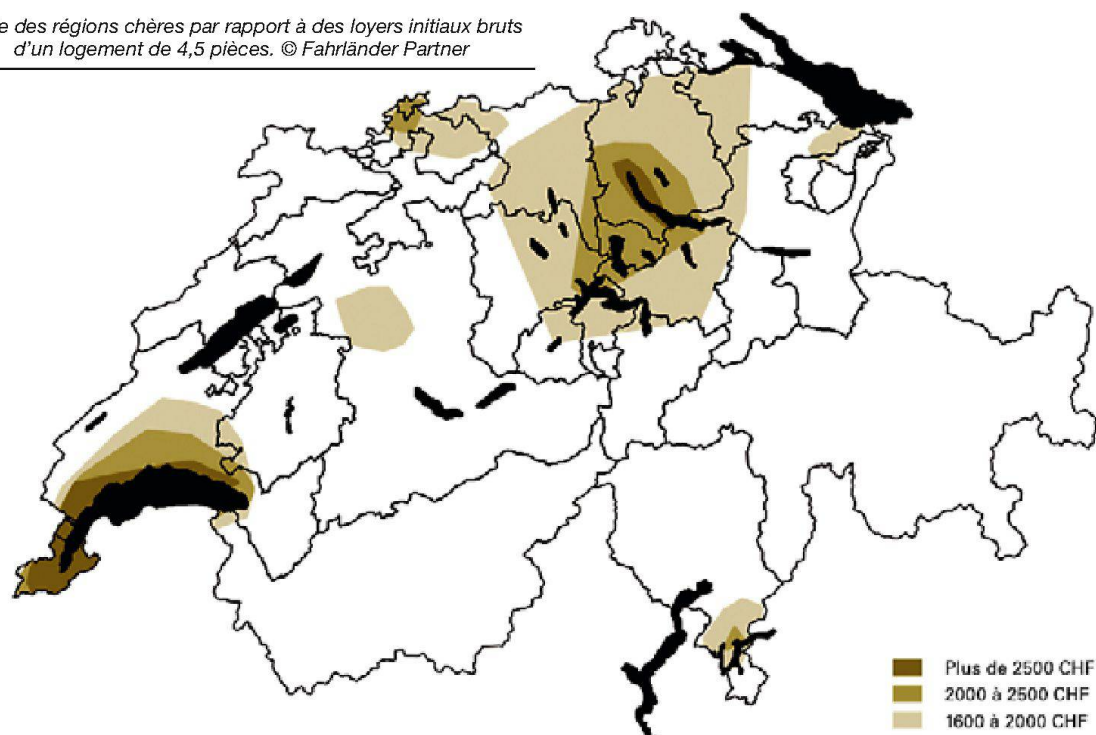 e des régions chères par rapport à des loyers initiaux bruts
d'un logement de 4,5 pièces. © Fahrländer Partner
Plus de 2500 CHF
2000 à 2500 CHF
1600 à 2000 CHF